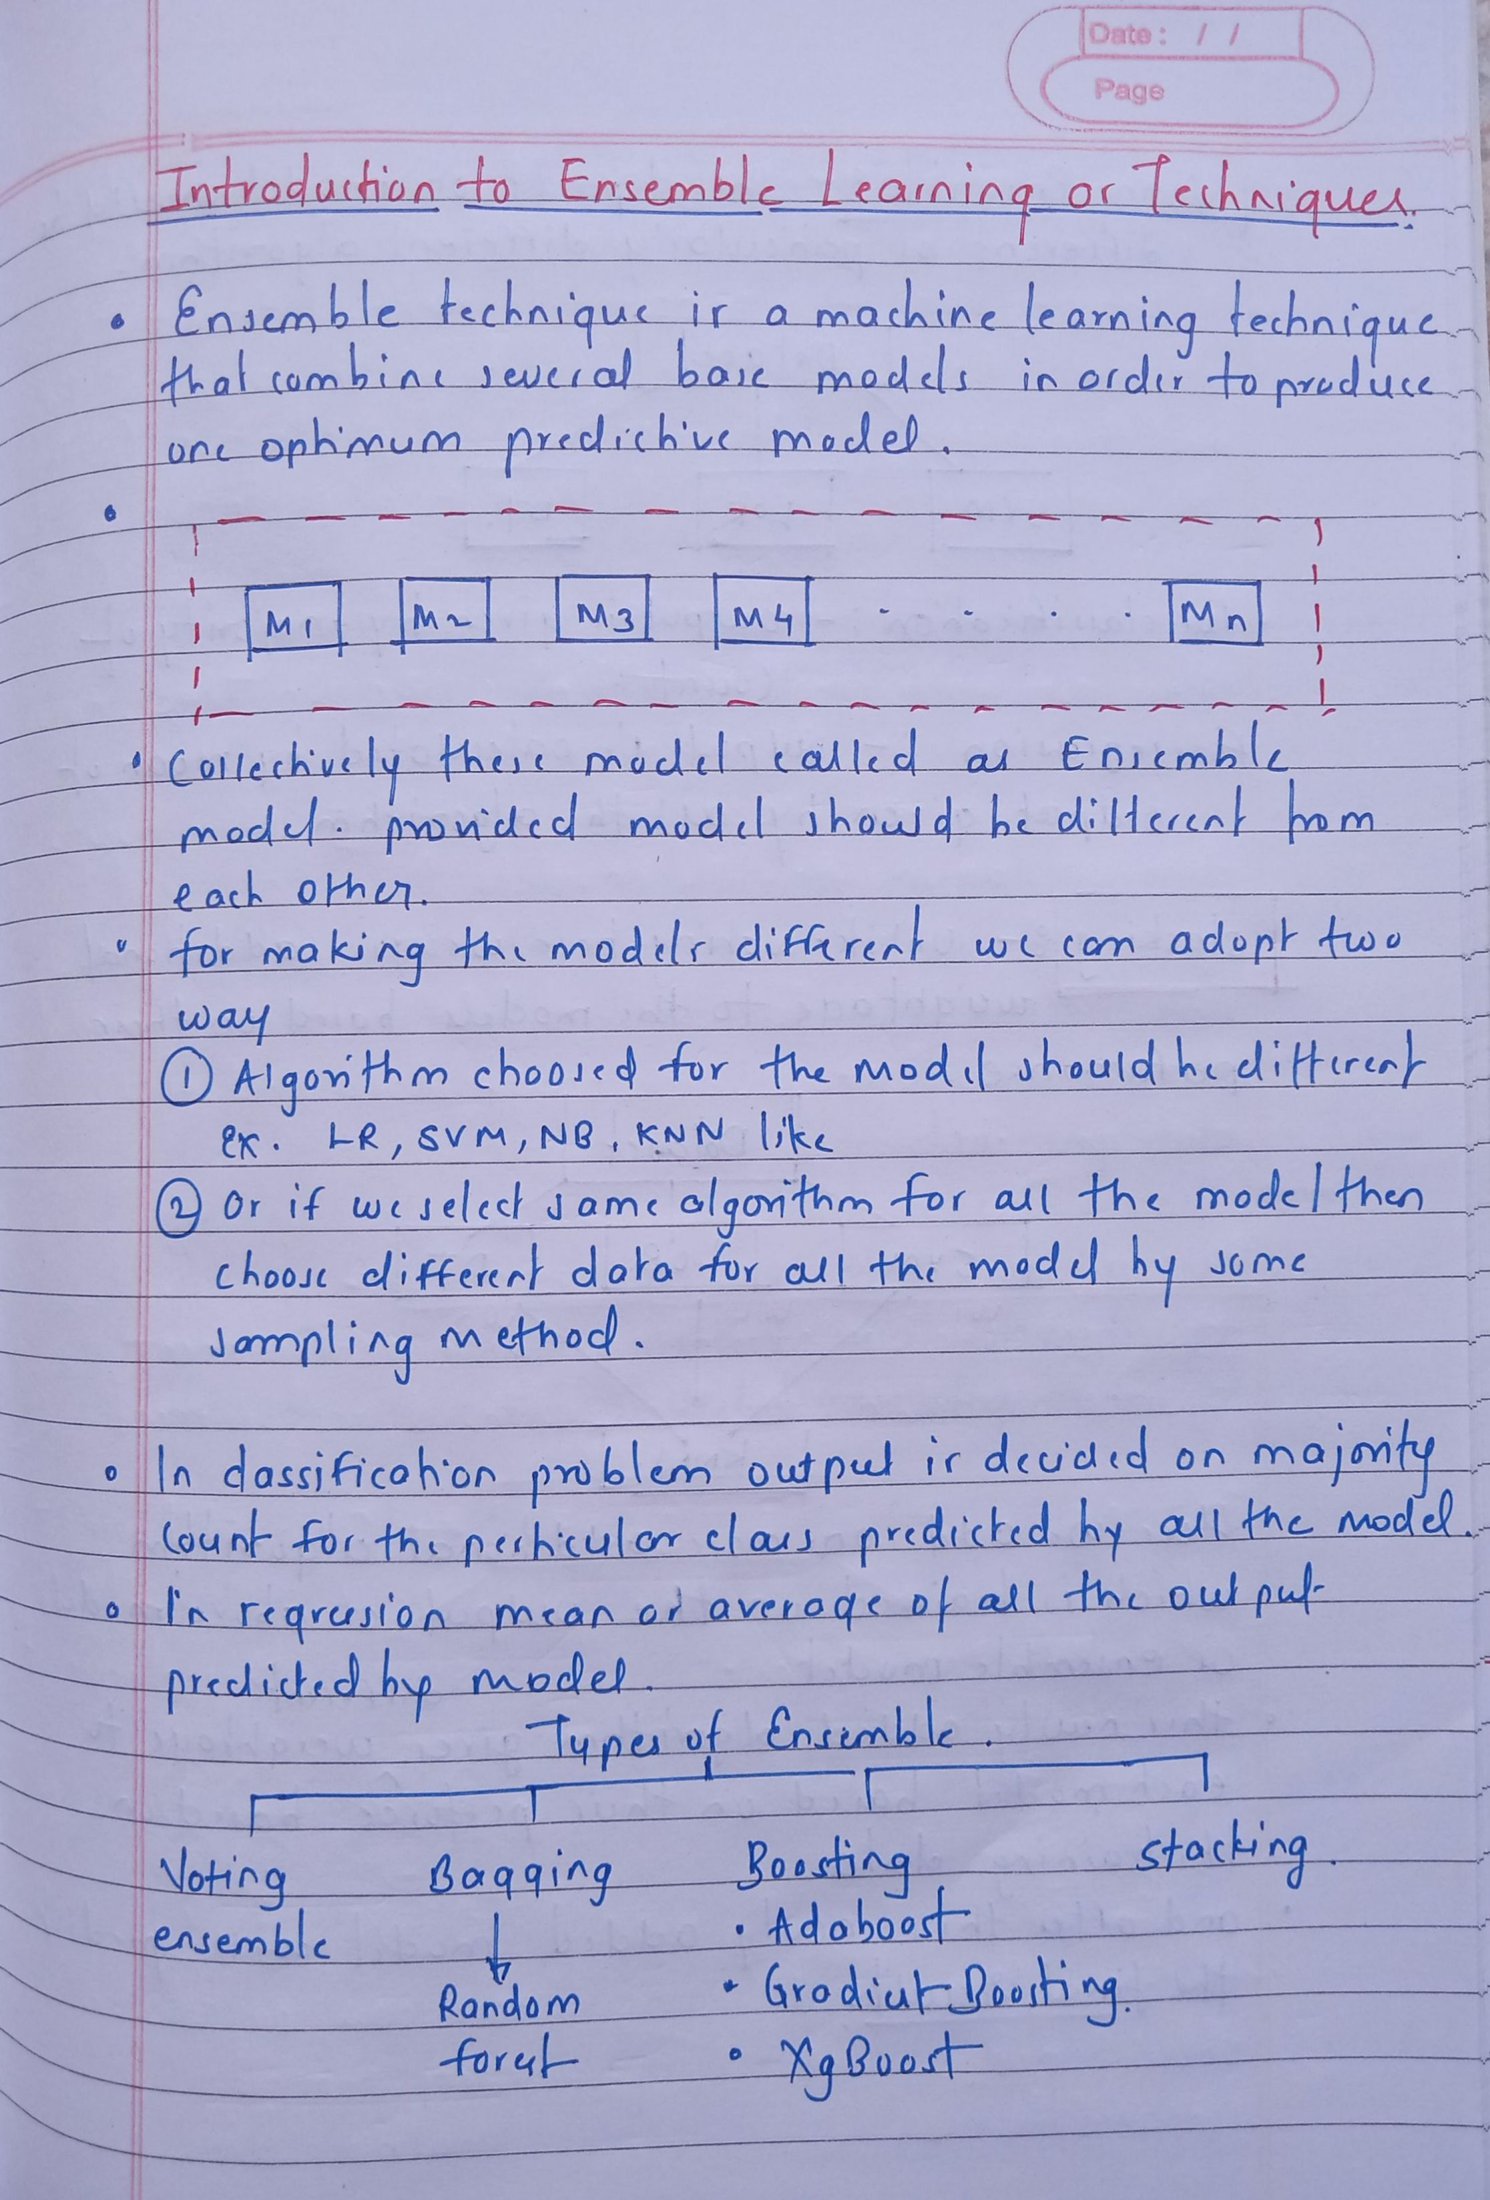 Date: / /
Page
Introduction to Ensemble Learning or Techniques.
• Ensemble technique is a machine learning technique
that combine several base models in order to produce
one optimum predictive model.
•
M1 M2 M3 M4 . . . . Mn
• Collectively these model called as Ensemble
model. provided model should be different from
each other.
• for making the models different we can adopt two
way
① Algorithm choosed for the model should be different
ex. LR, SVM, NB, KNN like
② Or if we select same algorithm for all the model then
choose different data for all the model by some
sampling method.
• In classification problem output is decided on majority
count for the perticular class predicted by all the model.
• In regression mean or average of all the output
predicted by model.
Types of Ensemble.
Voting Bagging Boosting stacking.
ensemble • Adaboost
Random • Gradiut Boosting.
forest • XgBoost